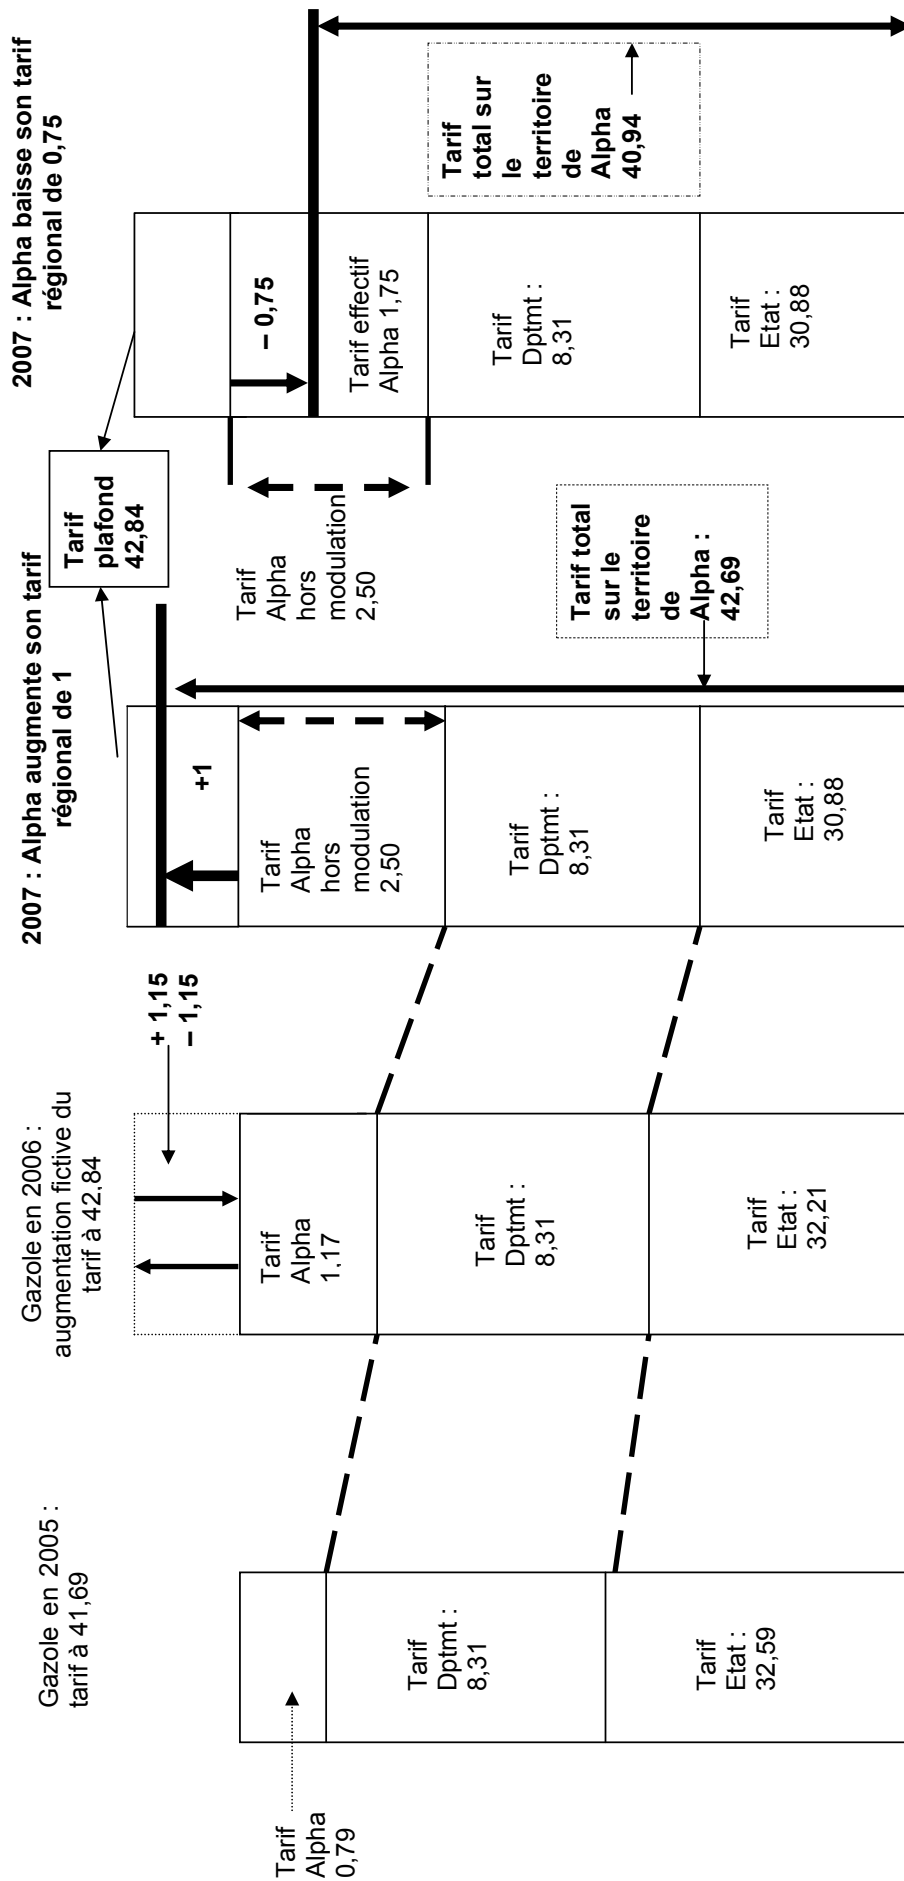 Gazole en 2005 :
tarif à 41,69
Tarif
Alpha
0,79
Tarif
Dptmt :
8,31
Tarif
Etat :
32,59
Gazole en 2006 :
augmentation fictive du
tarif à 42,84
+ 1,15
– 1,15
Tarif
Alpha
1,17
Tarif
Dptmt :
8,31
Tarif
Etat :
32,21
2007 : Alpha augmente son tarif
régional de 1
+1
Tarif
Alpha
hors
modulation
2,50
Tarif
Dptmt :
8,31
Tarif
Etat :
30,88
Tarif total
sur le
territoire
de
Alpha :
42,69
Tarif
plafond
42,84
2007 : Alpha baisse son tarif
régional de 0,75
Tarif
Alpha
hors
modulation
2,50
– 0,75
Tarif effectif
Alpha 1,75
Tarif
Dptmt :
8,31
Tarif
Etat :
30,88
Tarif
total sur
le
territoire
de
Alpha
40,94